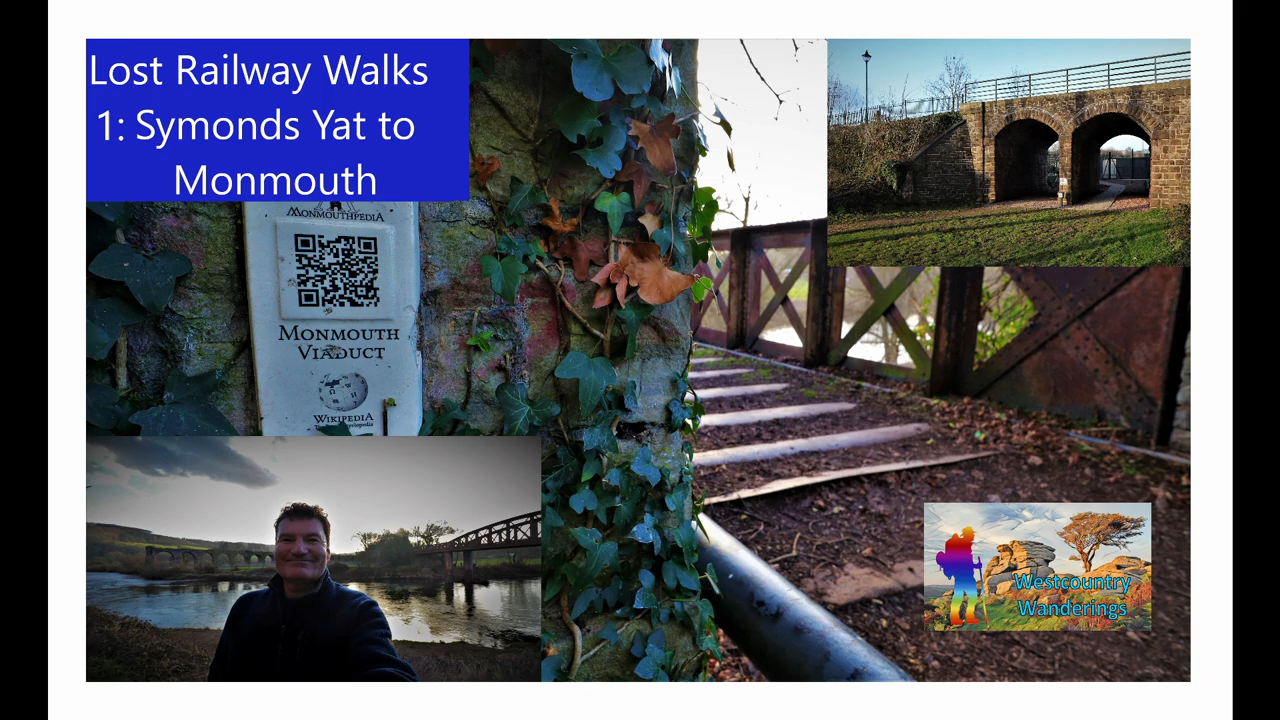 Lost Railway Walks
1: Symonds Yat to
Monmouth
MONMOUTHPEDIA
MONMOUTH
VIADUCT
WIKIPEDIA
Westcountry
Wanderings